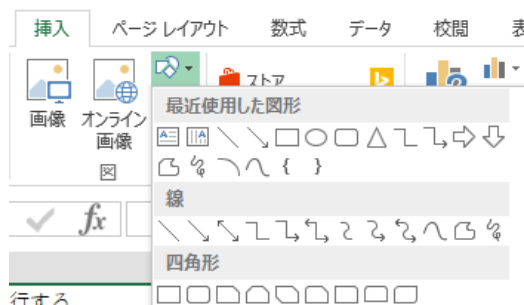 挿入 ページ レイアウト 数式 データ 校閲 表
ストア
画像 オンライン
画像
図
最近使用した図形
線
fx
四角形
行する